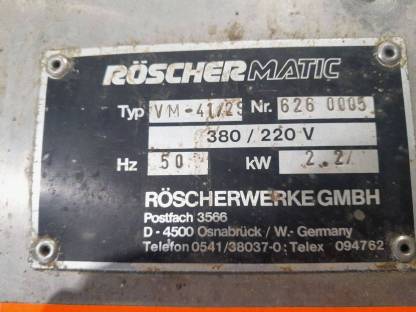 RÖSCHERMATIC
Typ VM-41/2S Nr. 626 0005
380 / 220 V
Hz 50 kW 2.2/
RÖSCHERWERKE GMBH
Postfach 3566
D - 4500 Osnabrück / W.- Germany
Telefon 0541/38037-0 : Telex 094762